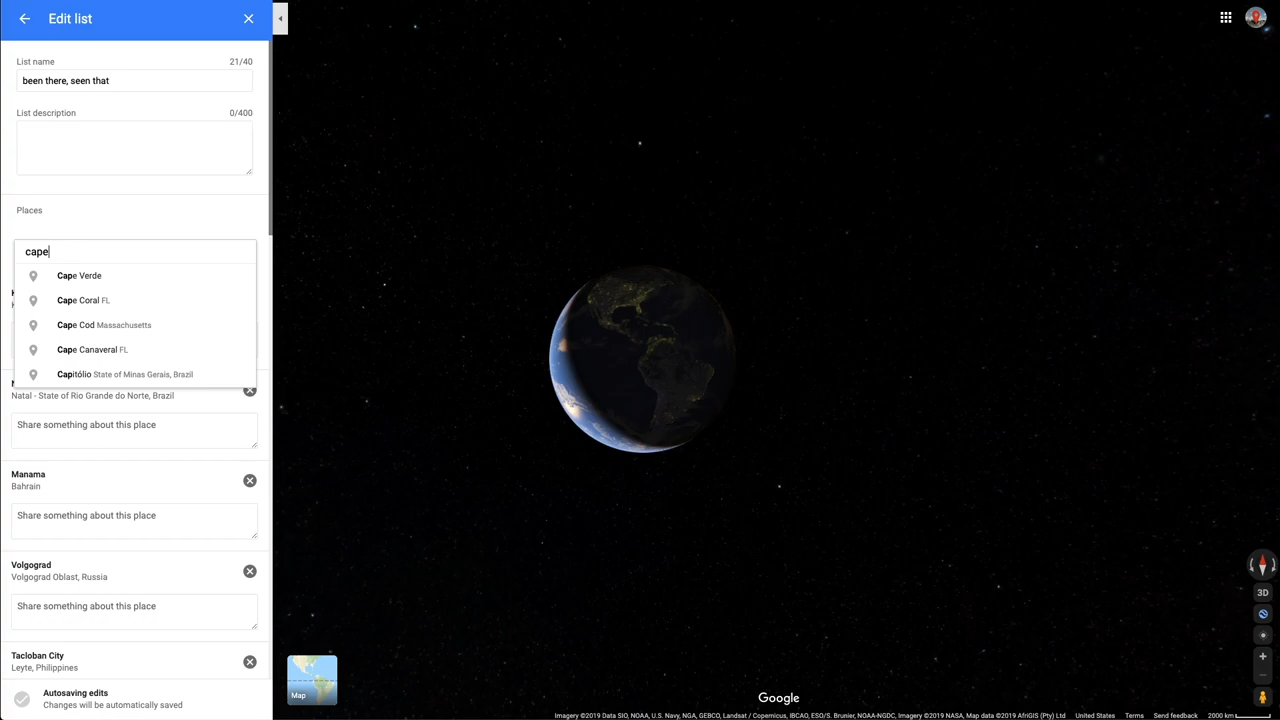 Edit list
List name 21/40
been there, seen that
List description 0/400
Places
cape
Cape Verde
Cape Coral FL
Cape Cod Massachusetts
Cape Canaveral FL
Capitólio State of Minas Gerais, Brazil
Natal - State of Rio Grande do Norte, Brazil
Share something about this place
Manama
Bahrain
Share something about this place
Volgograd
Volgograd Oblast, Russia
Share something about this place
Tacloban City
Leyte, Philippines
Autosaving edits
Changes will be automatically saved
3D
Map
Google
Imagery ©2019 Data SIO, NOAA, U.S. Navy, NGA, GEBCO, Landsat / Copernicus, IBCAO, ESO/S. Brunier, NOAA-NGDC, Imagery ©2019 NASA, Map data ©2019 AfriGIS (Pty) Ltd United States Terms Send feedback 2000 km